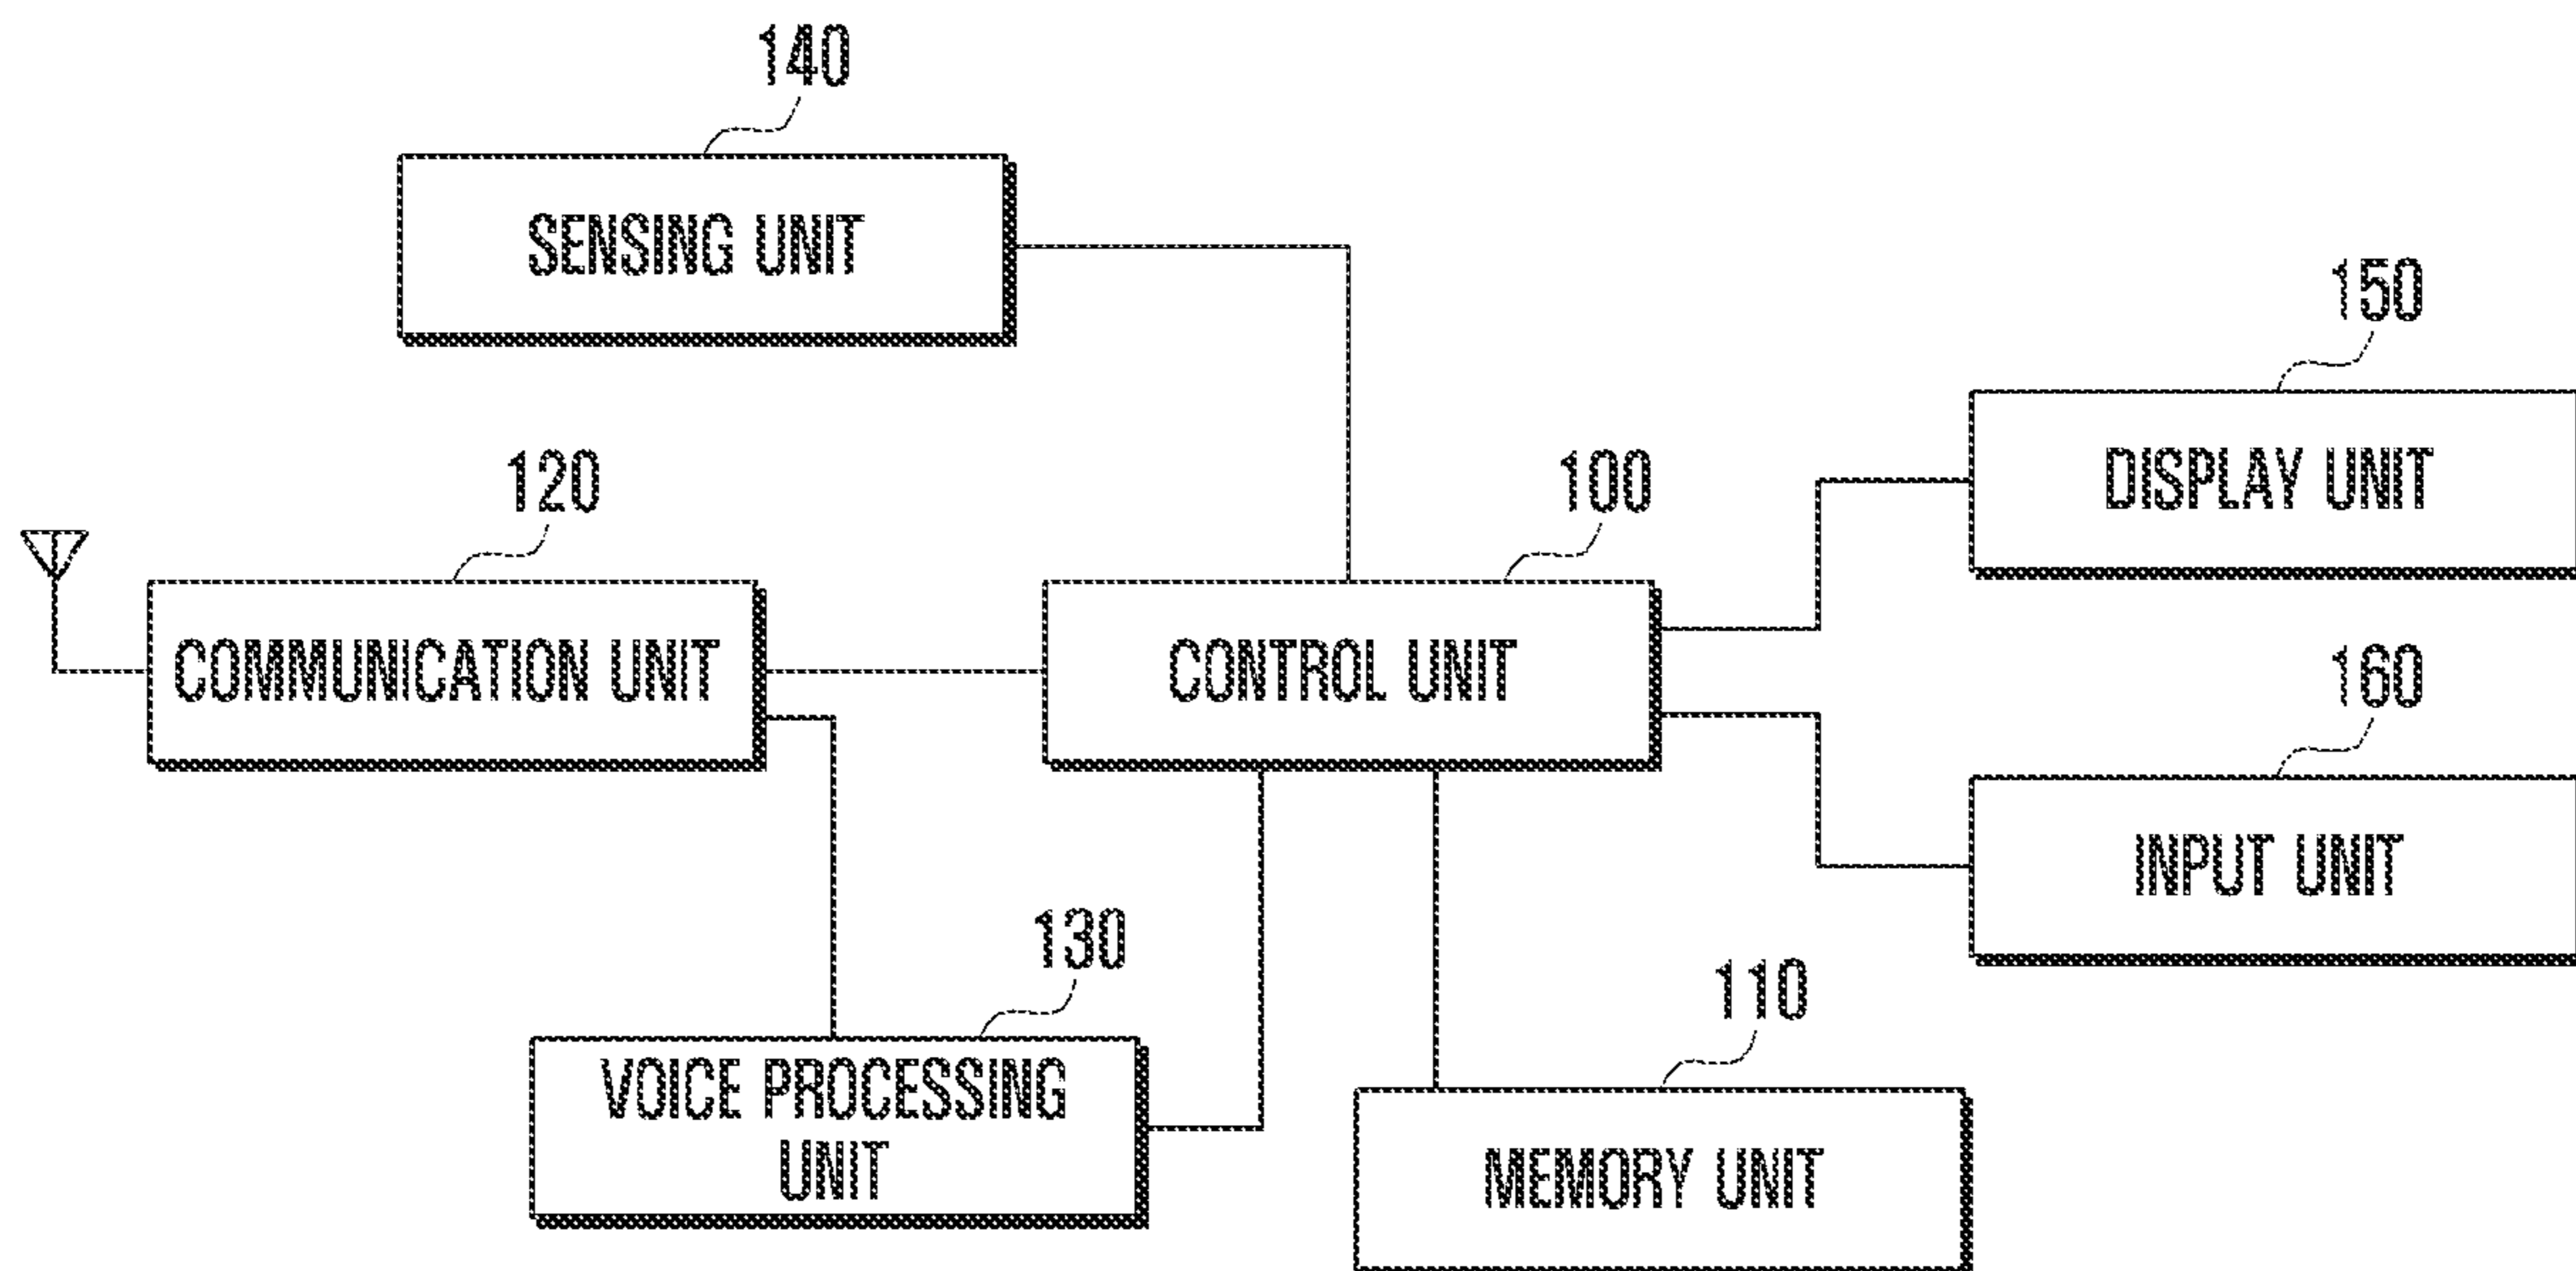 140
SENSING UNIT
150
DISPLAY UNIT
120
COMMUNICATION UNIT
100
CONTROL UNIT
160
INPUT UNIT
130
VOICE PROCESSING
UNIT
110
MEMORY UNIT